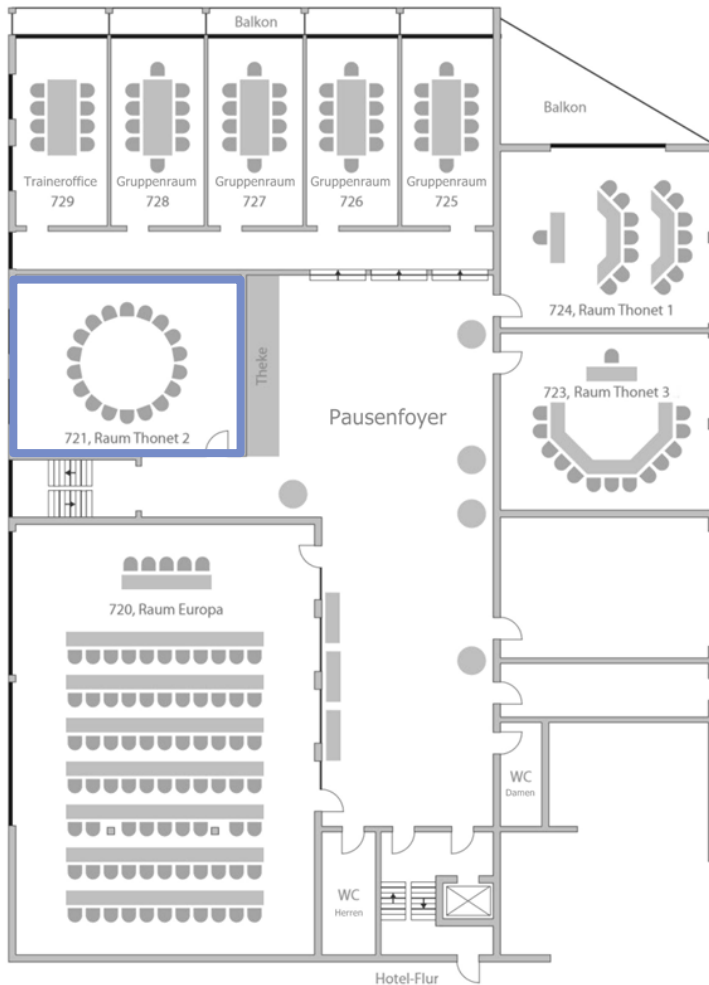 Balkon
Balkon
Traineroffice
729
Gruppenraum
728
Gruppenraum
727
Gruppenraum
726
Gruppenraum
725
724, Raum Thonet 1
Theke
723, Raum Thonet 3
Pausenfoyer
721, Raum Thonet 2
720, Raum Europa
WC
Damen
WC
Herren
Hotel-Flur